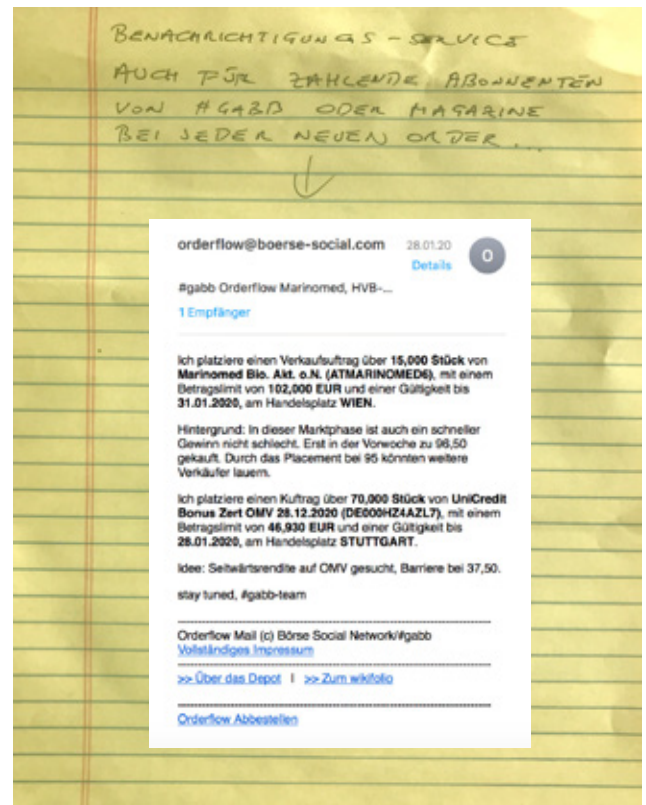 BENACHRICHTIGUNGS - SERVICE
AUCH FÜR ZAHLENDE ABONNENTEN
VON #GABB ODER MAGAZINE
BEI JEDER NEUEN ORDER ...
orderflow@boerse-social.com 28.01.20 O
Details
#gabb Orderflow Marinomed, HVB-...
1 Empfänger
Ich platziere einen Verkaufsuftrag über 15,000 Stück von
Marinomed Bio. Akt. o.N. (ATMARINOMED6), mit einem
Betragslimit von 102,000 EUR und einer Gültigkeit bis
31.01.2020, am Handelsplatz WIEN.
Hintergrund: In dieser Marktphase ist auch ein schneller
Gewinn nicht schlecht. Erst in der Vorwoche zu 96,50
gekauft. Durch das Placement bei 95 könnten weitere
Verkäufer lauern.
Ich platziere einen Kuftrag über 70,000 Stück von UniCredit
Bonus Zert OMV 28.12.2020 (DE000HZ4AZL7), mit einem
Betragslimit von 46,930 EUR und einer Gültigkeit bis
28.01.2020, am Handelsplatz STUTTGART.
Idee: Seitwärtsrendite auf OMV gesucht, Barriere bei 37,50.
stay tuned, #gabb-team
Orderflow Mail (c) Börse Social Network/#gabb
Vollständiges Impressum
>> Über das Depot I >> Zum wikifolio
Orderflow Abbestellen